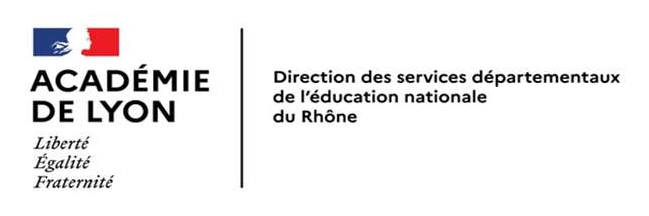 ACADÉMIE
DE LYON
Liberté
Égalité
Fraternité
Direction des services départementaux
de l'éducation nationale
du Rhône